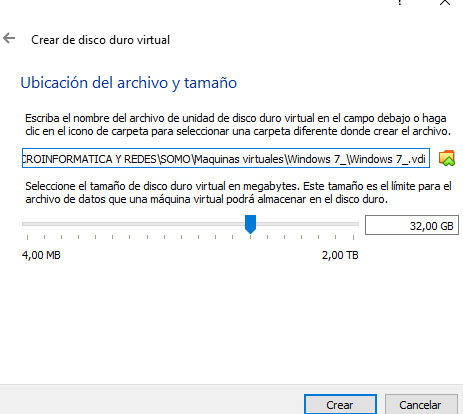 Crear de disco duro virtual
Ubicación del archivo y tamaño
Escriba el nombre del archivo de unidad de disco duro virtual en el campo debajo o haga
clic en el icono de carpeta para seleccionar una carpeta diferente donde crear el archivo.
CROINFORMATICA Y REDES\SOMO\Maquinas virtuales\Windows 7_\Windows 7_.vdi
Seleccione el tamaño de disco duro virtual en megabytes. Este tamaño es el límite para el
archivo de datos que una máquina virtual podrá almacenar en el disco duro.
32,00 GB
4,00 MB 2,00 TB
Crear Cancelar